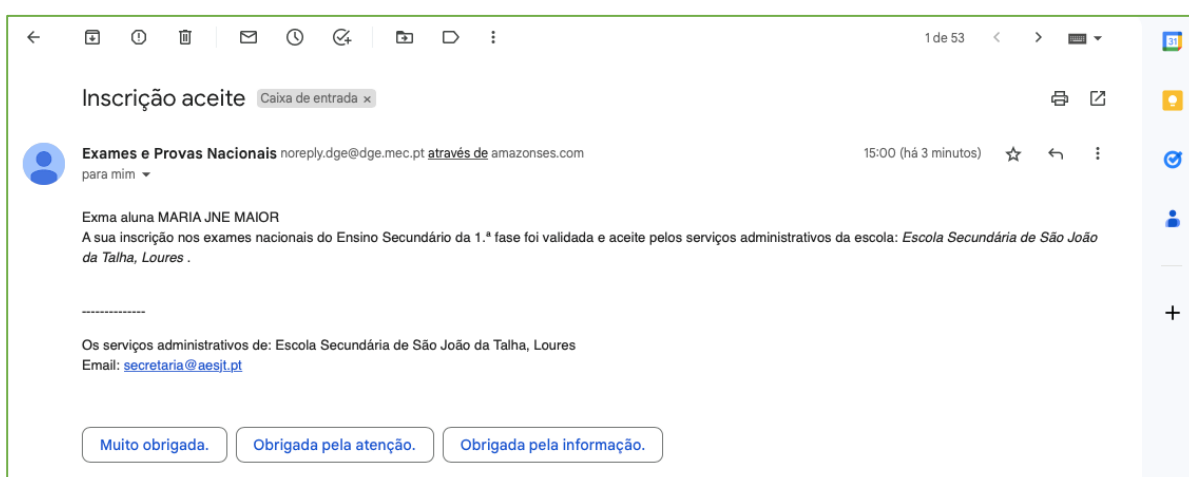 1 de 53
31
Inscrição aceite Caixa de entrada x
Exames e Provas Nacionais noreply.dge@dge.mec.pt através de amazonses.com 15:00 (há 3 minutos)
para mim
Exma aluna MARIA JNE MAIOR
A sua inscrição nos exames nacionais do Ensino Secundário da 1.ª fase foi validada e aceite pelos serviços administrativos da escola: Escola Secundária de São João
da Talha, Loures .
--------------
Os serviços administrativos de: Escola Secundária de São João da Talha, Loures
Email: secretaria@aesjt.pt
Muito obrigada. Obrigada pela atenção. Obrigada pela informação.